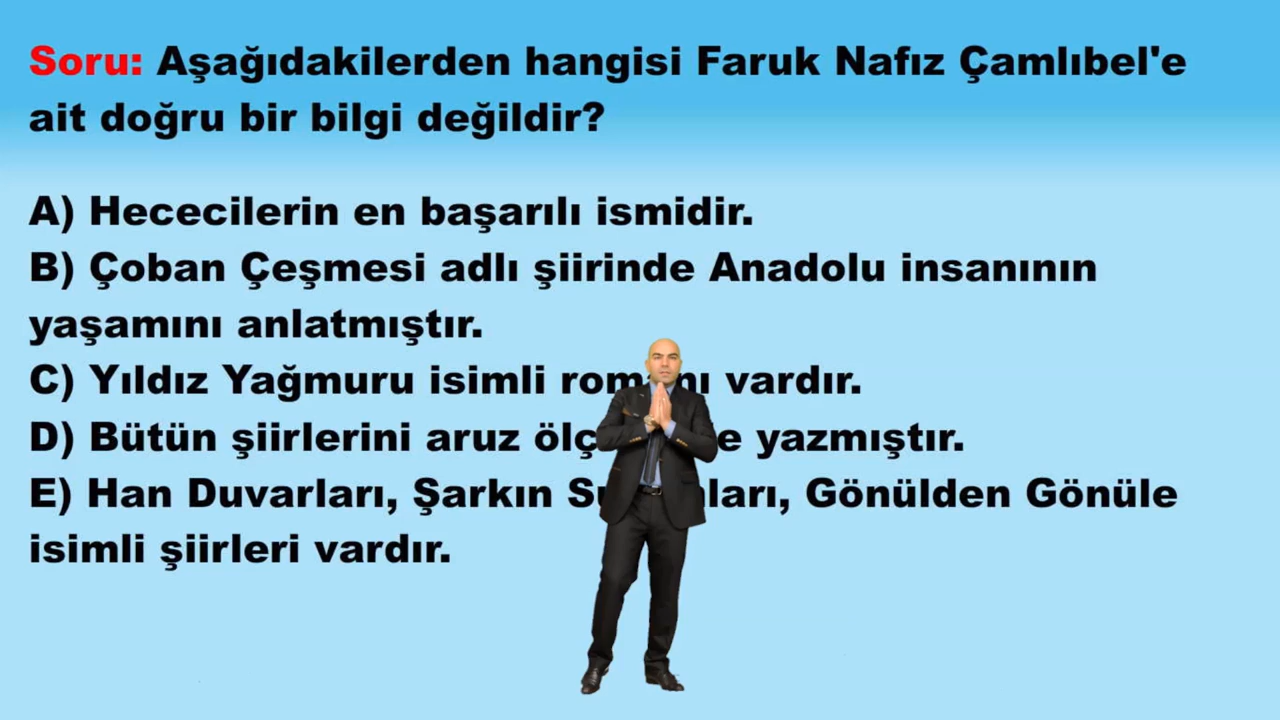 Soru: Aşağıdakilerden hangisi Faruk Nafız Çamlıbel'e
ait doğru bir bilgi değildir?
A) Hececilerin en başarılı ismidir.
B) Çoban Çeşmesi adlı şiirinde Anadolu insanının
yaşamını anlatmıştır.
C) Yıldız Yağmuru isimli romanı vardır.
D) Bütün şiirlerini aruz yazmıştır.
E) Han Duvarları, Şarkın Gönülden Gönüle
isimli şiirleri vardır.